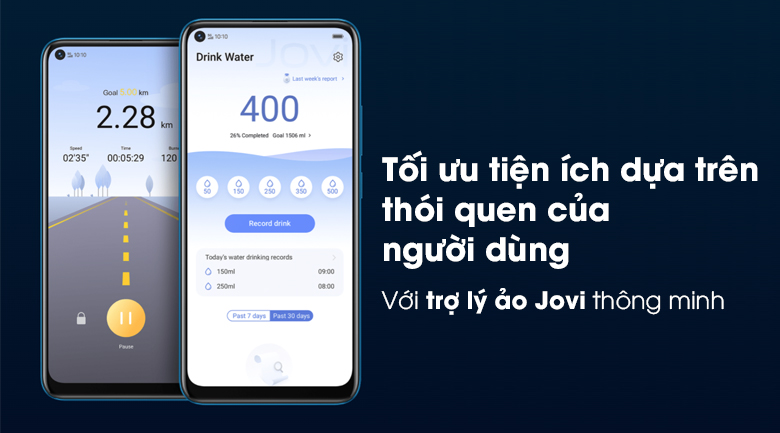 10:10
Goal 6.00 km
2.28 km
Speed Time
02'35" 00:05:29 120
Pause
10:10
Jovi
Drink Water
Last week's report >
400
26% Completed Goal 1506 ml >
50 150 250 350 500
Record drink
Today's water drinking records >
150ml 09:00
250ml 08:00
Past 7 days Past 30 days
Tối ưu tiện ích dựa trên
thói quen của
người dùng
Với trợ lý ảo Jovi thông minh